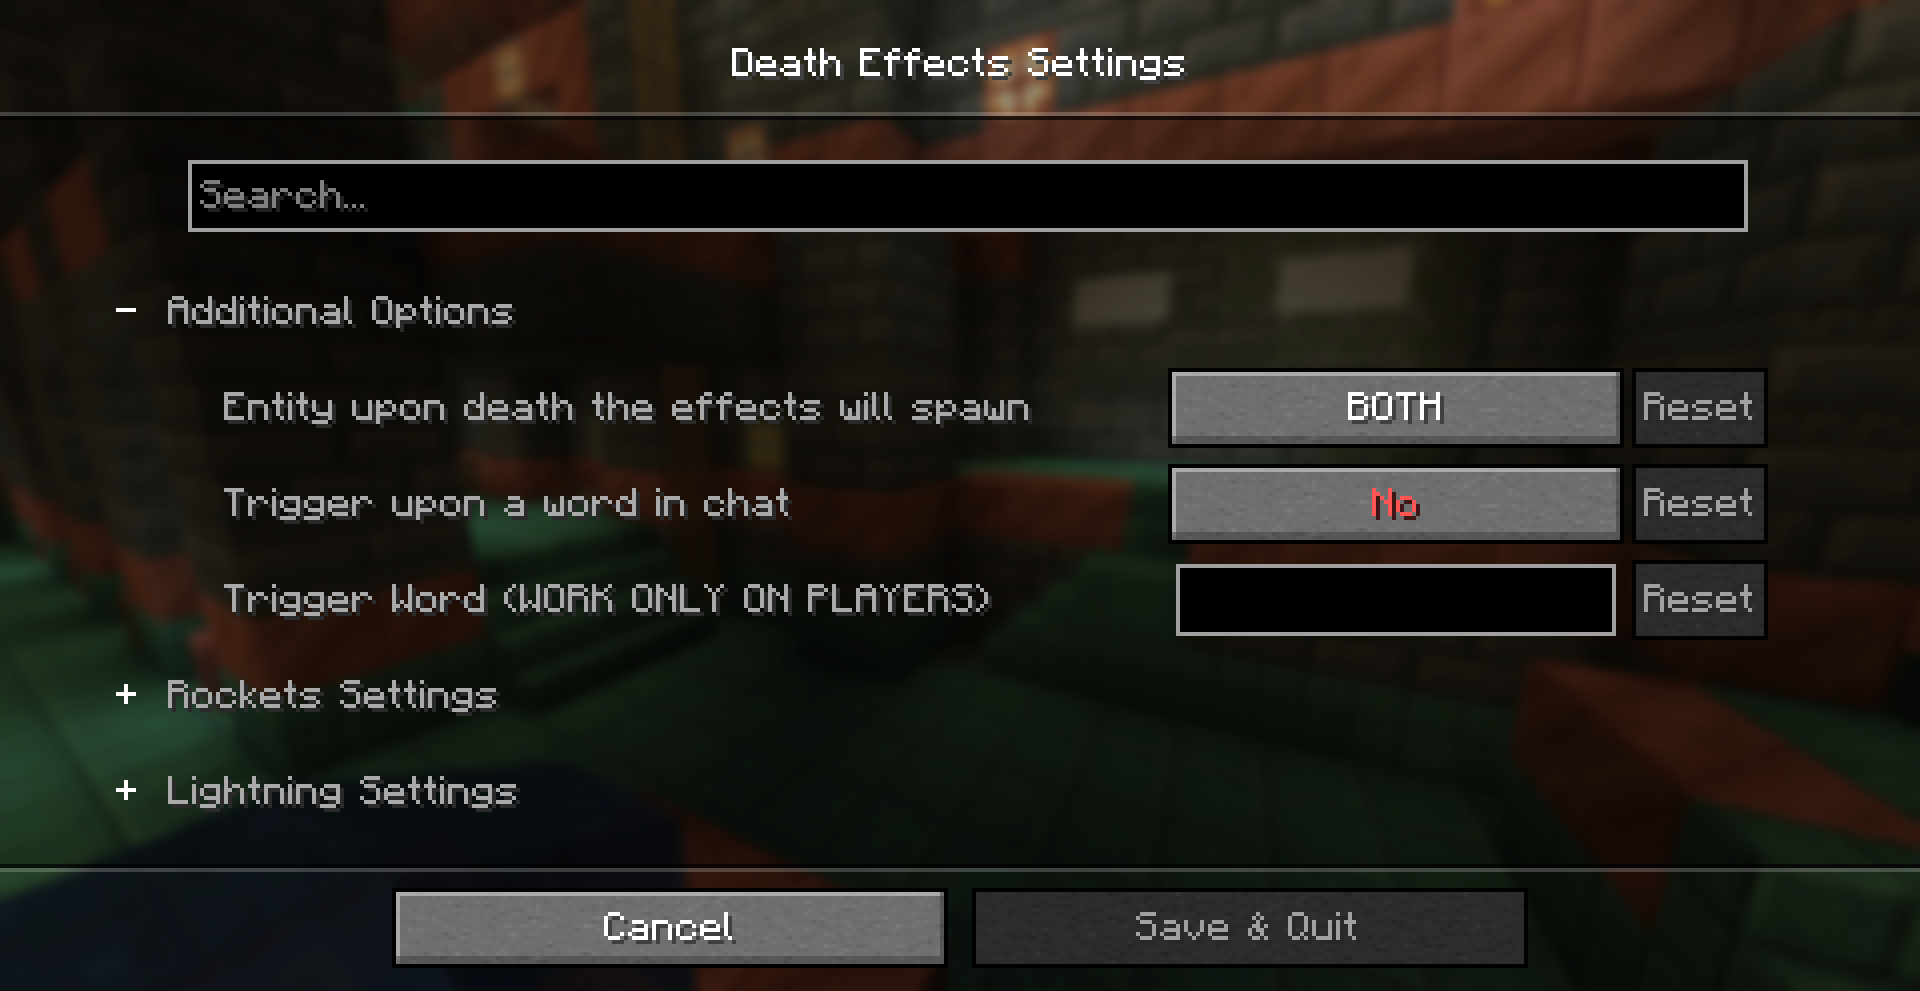 Death Effects Settings
Search...
- Additional Options
Entity upon death the effects will spawn BOTH Reset
Trigger upon a word in chat No Reset
Trigger Word (WORK ONLY ON PLAYERS) Reset
+ Rockets Settings
+ Lightning Settings
Cancel Save & Quit